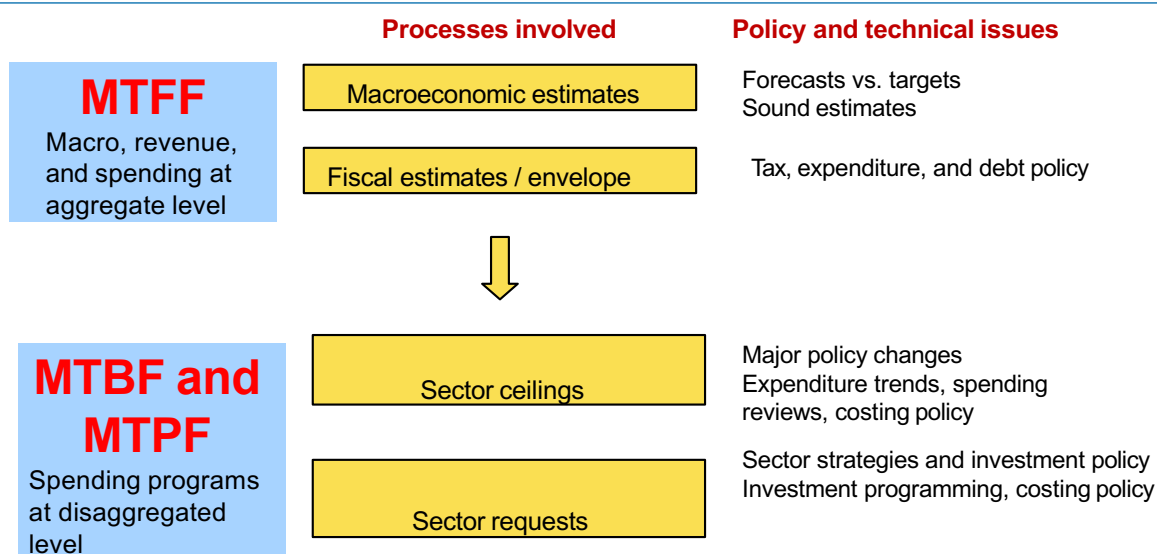 Processes involved
Policy and technical issues
MTFF
Macro, revenue,
and spending at
aggregate level
Macroeconomic estimates
Forecasts vs. targets
Sound estimates
Fiscal estimates / envelope
Tax, expenditure, and debt policy
MTBF and
MTPF
Spending programs
at disaggregated
level
Sector ceilings
Major policy changes
Expenditure trends, spending
reviews, costing policy
Sector requests
Sector strategies and investment policy
Investment programming, costing policy